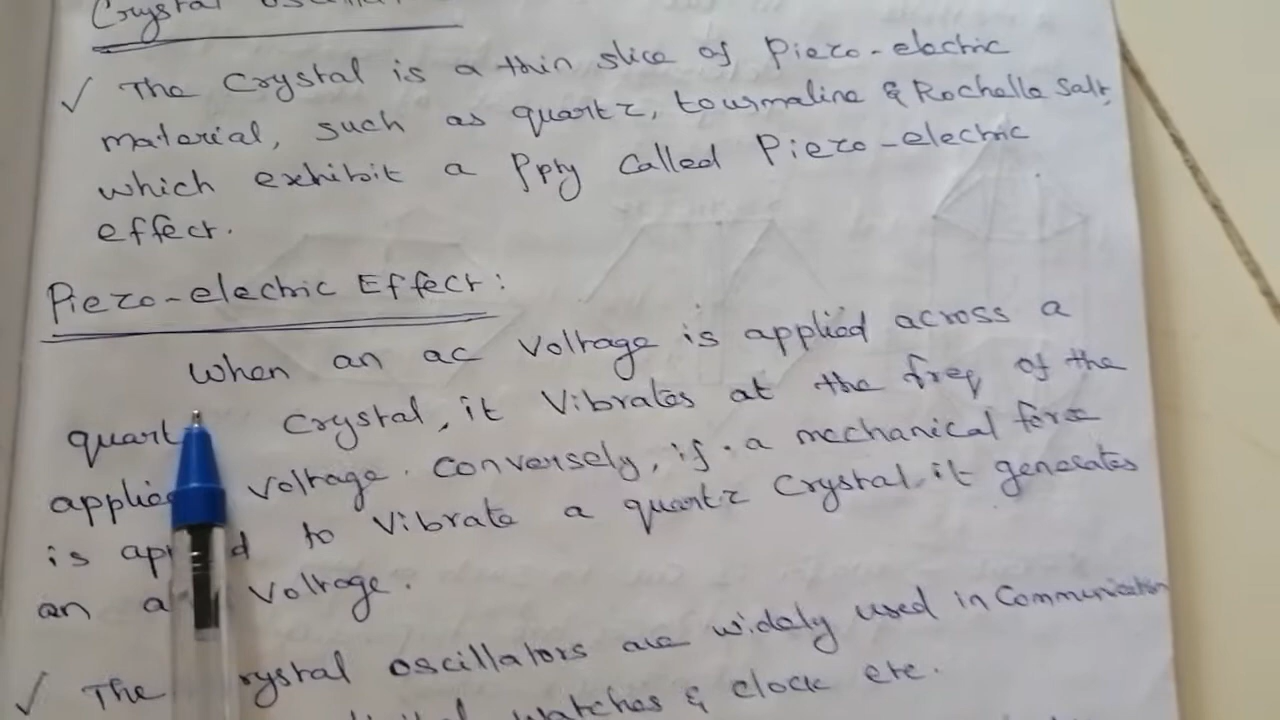 Crystal
The Crystal is a thin slice of Piezo-electric
material, such as quartz, tourmaline & Rochelle Salt,
which exhibit a Ppty called Piezo-electric
effect.
Piezo-electric Effect:
When an ac Voltage is applied across a
quart Crystal, it Vibrates at the freq of the
applied Voltage. Conversely, if a mechanical force
is app d to Vibrate a quartz Crystal, it generates
an a Voltage.
The rystal oscillators are widely used in Communication
watches & clock etc.